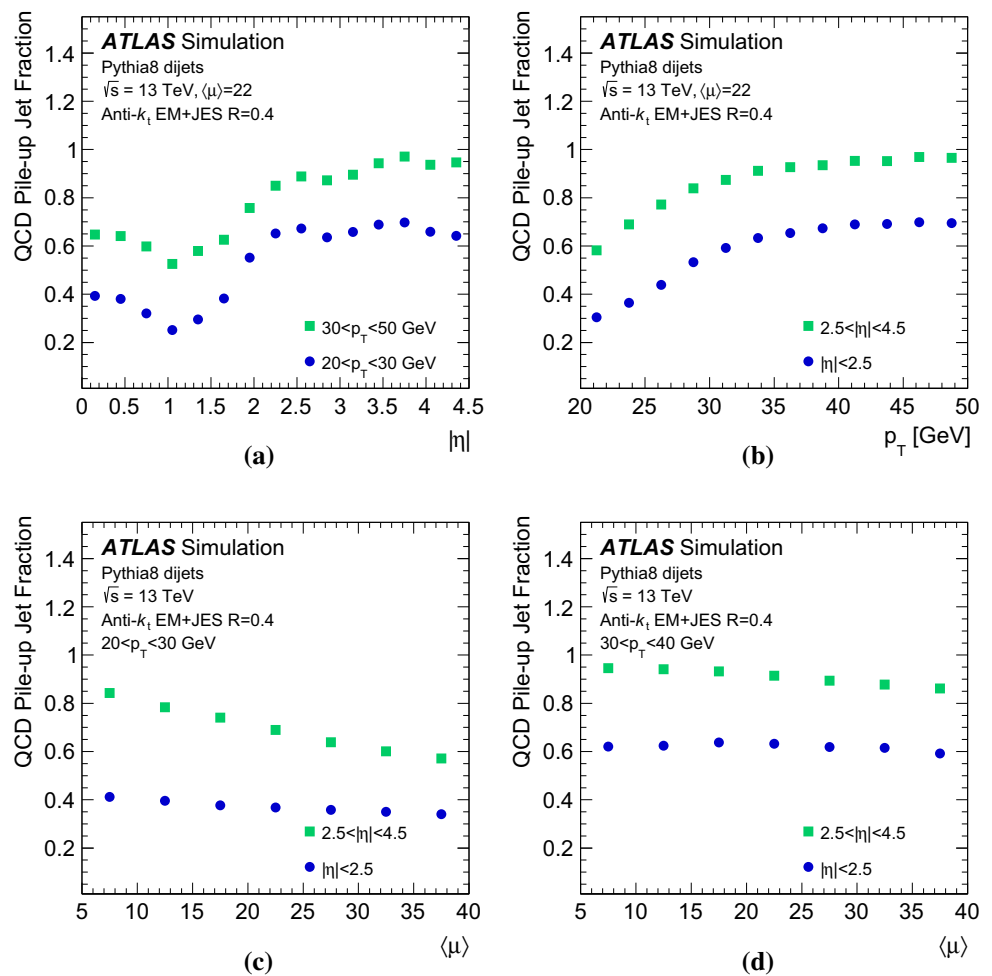 QCD Pile-up Jet Fraction
1.4
1.2
1
0.8
0.6
0.4
0.2
ATLAS Simulation
Pythia8 dijets
√s = 13 TeV, ⟨μ⟩=22
Anti-k_t EM+JES R=0.4
30<p_T<50 GeV
20<p_T<30 GeV
0 0.5 1 1.5 2 2.5 3 3.5 4 4.5
|η|
(a)
QCD Pile-up Jet Fraction
1.4
1.2
1
0.8
0.6
0.4
0.2
ATLAS Simulation
Pythia8 dijets
√s = 13 TeV, ⟨μ⟩=22
Anti-k_t EM+JES R=0.4
2.5<|η|<4.5
|η|<2.5
20 25 30 35 40 45 50
p_T [GeV]
(b)
QCD Pile-up Jet Fraction
1.4
1.2
1
0.8
0.6
0.4
0.2
ATLAS Simulation
Pythia8 dijets
√s = 13 TeV
Anti-k_t EM+JES R=0.4
20<p_T<30 GeV
2.5<|η|<4.5
|η|<2.5
5 10 15 20 25 30 35 40
⟨μ⟩
(c)
QCD Pile-up Jet Fraction
1.4
1.2
1
0.8
0.6
0.4
0.2
ATLAS Simulation
Pythia8 dijets
√s = 13 TeV
Anti-k_t EM+JES R=0.4
30<p_T<40 GeV
2.5<|η|<4.5
|η|<2.5
5 10 15 20 25 30 35 40
⟨μ⟩
(d)